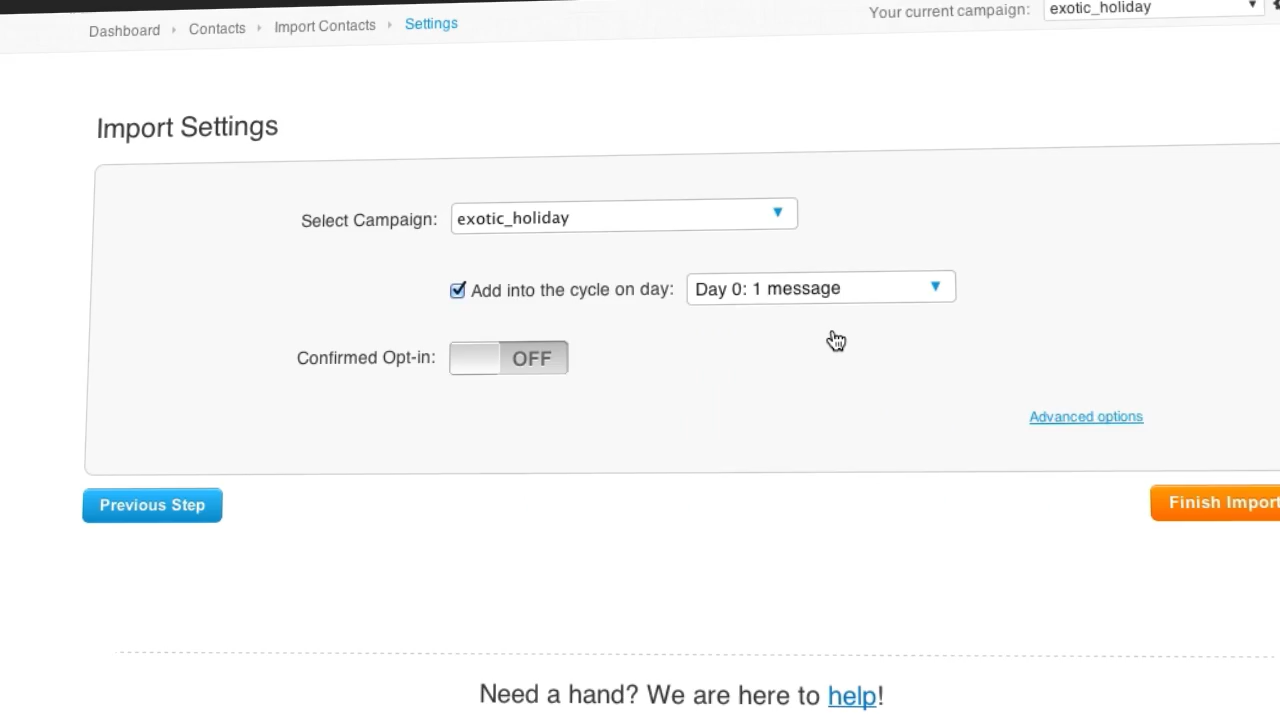 Dashboard › Contacts › Import Contacts › Settings
Your current campaign: exotic_holiday
Import Settings
Select Campaign: exotic_holiday
Add into the cycle on day: Day 0: 1 message
Confirmed Opt-in: OFF
Advanced options
Previous Step
Finish Import
Need a hand? We are here to help!